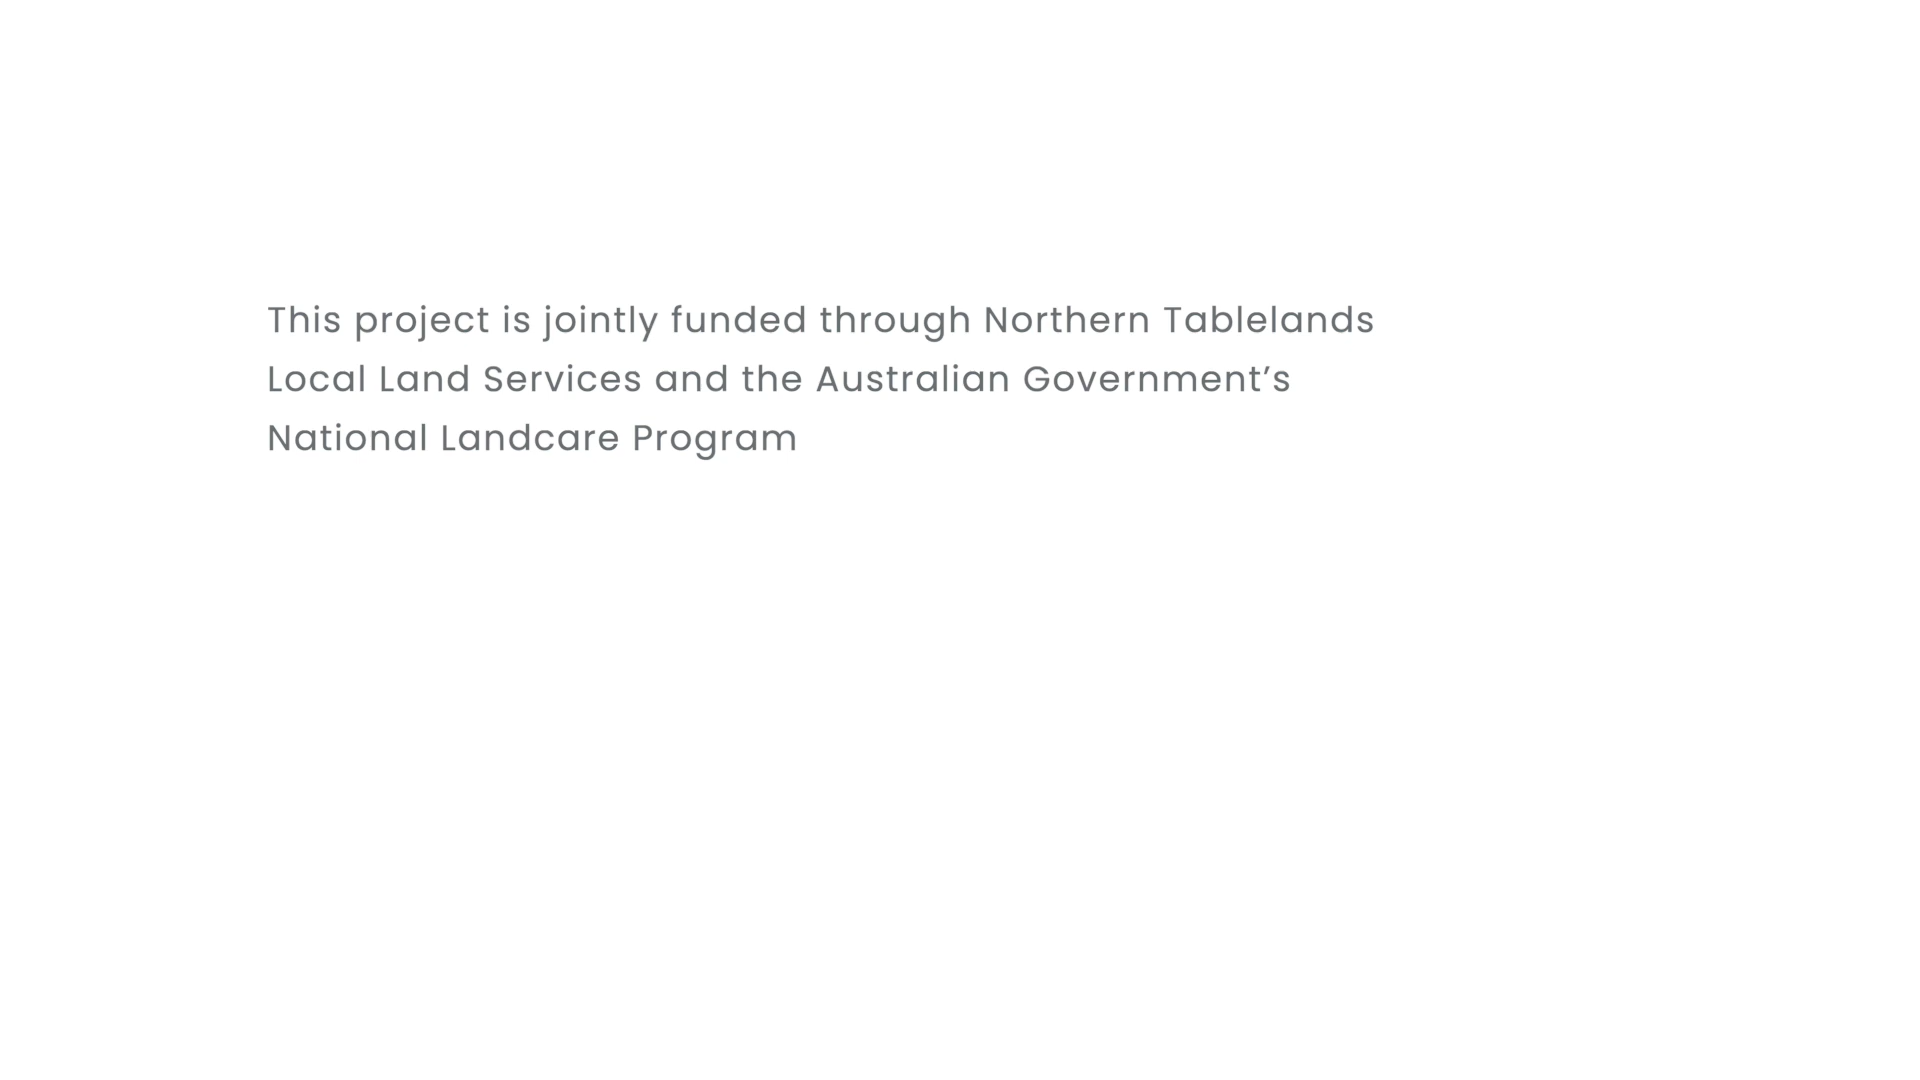 This project is jointly funded through Northern Tablelands
Local Land Services and the Australian Government’s
National Landcare Program